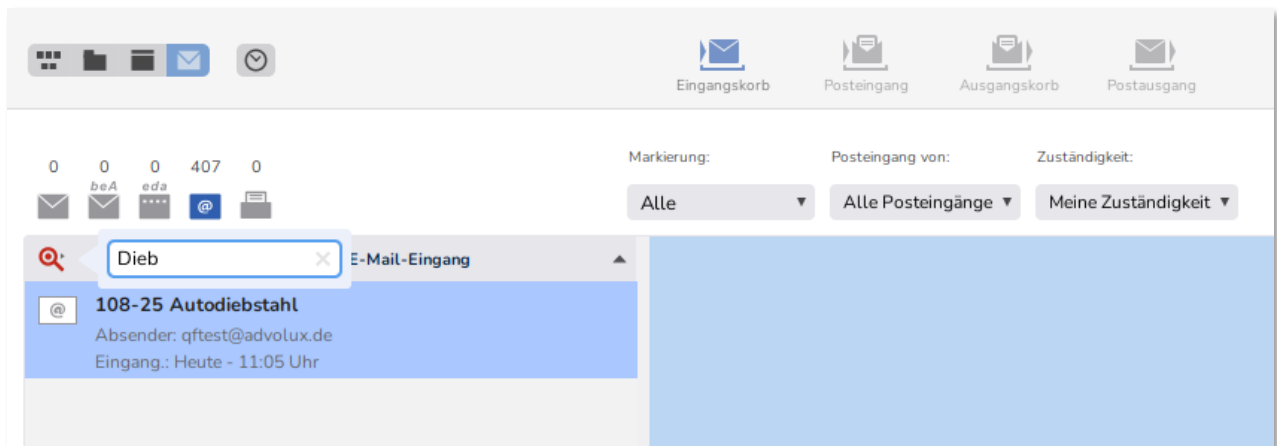 Eingangskorb
Posteingang
Ausgangskorb
Postausgang
0
0
0
407
0
beA
eda
@
Markierung:
Posteingang von:
Zuständigkeit:
Alle
Alle Posteingänge
Meine Zuständigkeit
Dieb
E-Mail-Eingang
@
108-25 Autodiebstahl
Absender: qftest@advolux.de
Eingang.: Heute - 11:05 Uhr